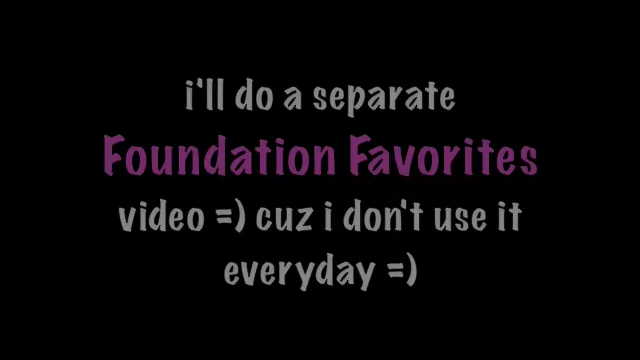 i'll do a separate
Foundation Favorites
video =) cuz i don't use it
everyday =)